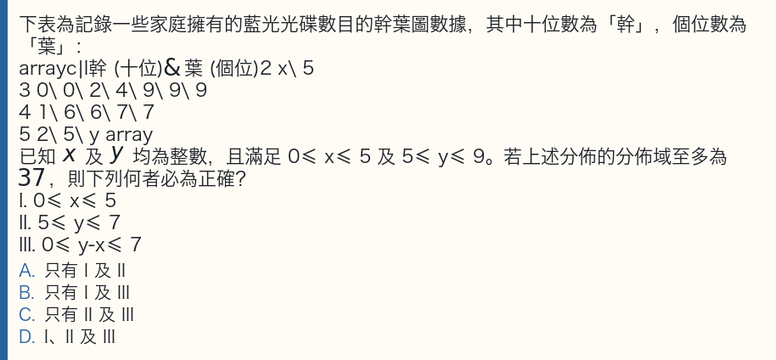 下表為記錄一些家庭擁有的藍光光碟數目的幹葉圖數據，其中十位數為「幹」，個位數為
「葉」：
arrayc|l幹 (十位)& 葉 (個位)2 x\ 5
3 0\ 0\ 2\ 4\ 9\ 9\ 9
4 1\ 6\ 6\ 7\ 7
5 2\ 5\ y array
已知 x 及 y 均為整數，且滿足 0⩽ x⩽ 5 及 5⩽ y⩽ 9。若上述分佈的分佈域至多為
37，則下列何者必為正確？
I. 0⩽ x⩽ 5
II. 5⩽ y⩽ 7
III. 0⩽ y-x⩽ 7
A. 只有 I 及 II
B. 只有 I 及 III
C. 只有 II 及 III
D. I、II 及 III